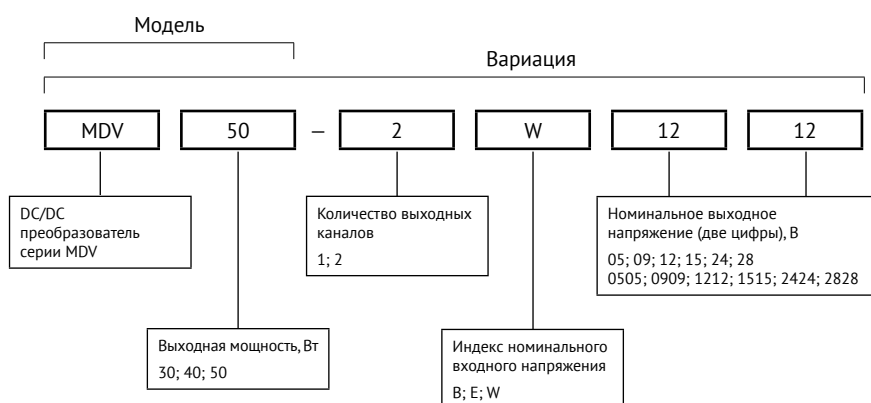 Модель
Вариация
MDV 50 – 2 W 12 12
DC/DC
преобразователь
серии MDV
Количество выходных
каналов
1; 2
Номинальное выходное
напряжение (две цифры), В
05; 09; 12; 15; 24; 28
0505; 0909; 1212; 1515; 2424; 2828
Выходная мощность, Вт
30; 40; 50
Индекс номинального
входного напряжения
В; Е; W